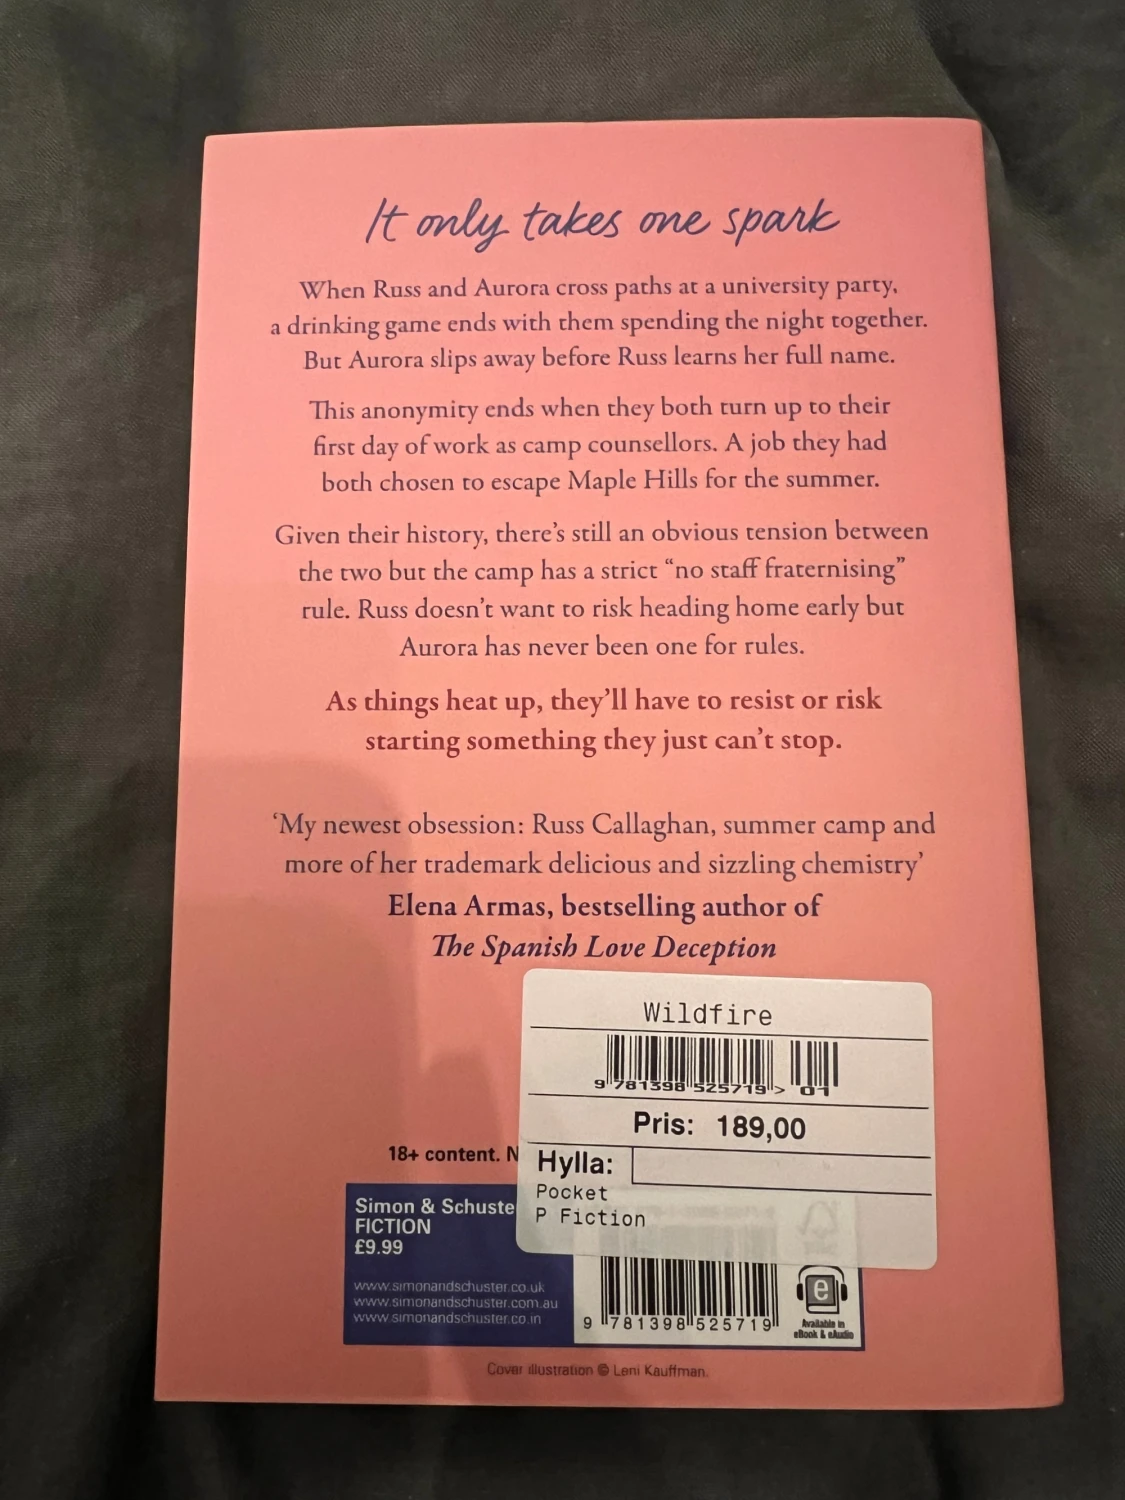 It only takes one spark
When Russ and Aurora cross paths at a university party,
a drinking game ends with them spending the night together.
But Aurora slips away before Russ learns her full name.
This anonymity ends when they both turn up to their
first day of work as camp counsellors. A job they had
both chosen to escape Maple Hills for the summer.
Given their history, there's still an obvious tension between
the two but the camp has a strict "no staff fraternising"
rule. Russ doesn't want to risk heading home early but
Aurora has never been one for rules.
As things heat up, they'll have to resist or risk
starting something they just can't stop.
'My newest obsession: Russ Callaghan, summer camp and
more of her trademark delicious and sizzling chemistry'
Elena Armas, bestselling author of
The Spanish Love Deception
Wildfire
9 781398 525719 > 01
Pris: 189,00
Hylla:
Pocket
P Fiction
18+ content. N
Simon & Schuste
FICTION
£9.99
www.simonandschuster.co.uk
www.simonandschuster.com.au
www.simonandschuster.co.in
9 781398 525719
e
Available in
eBook & eAudio
Cover illustration © Leni Kauffman.